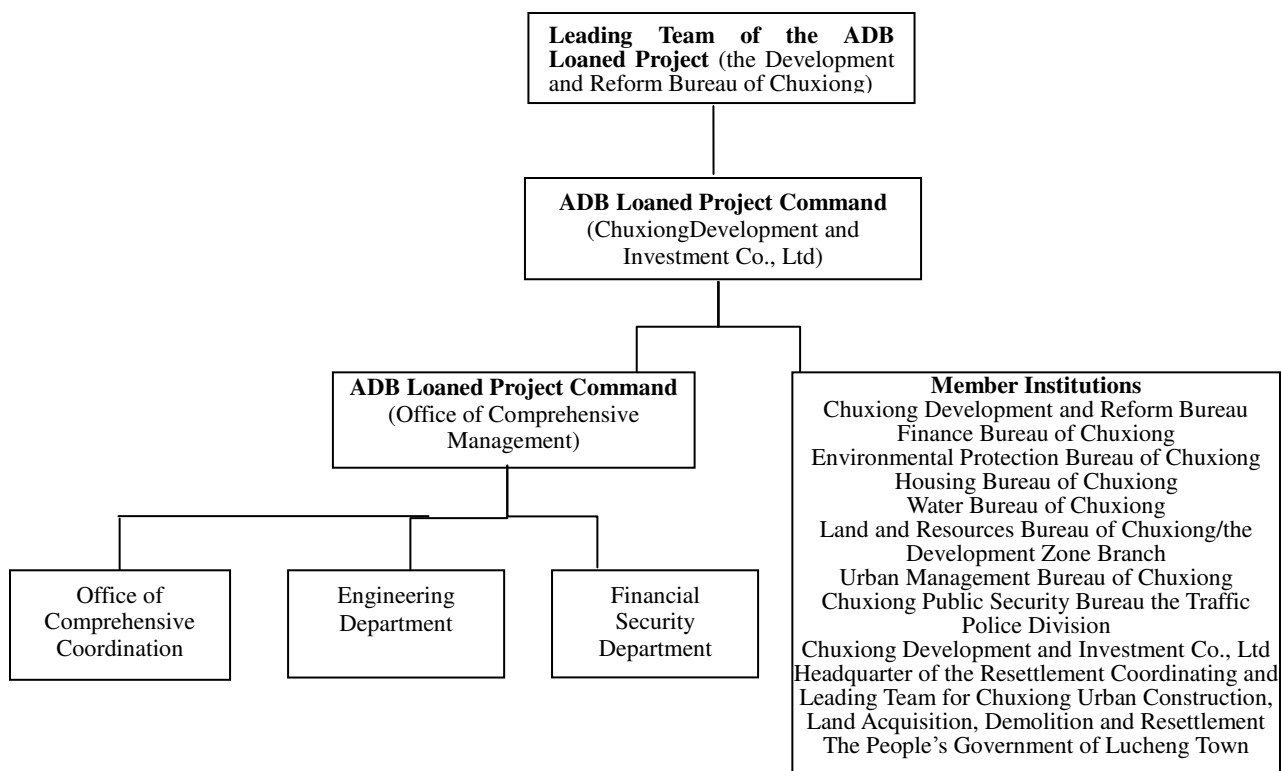 Leading Team of the ADB
Loaned Project (the Development
and Reform Bureau of Chuxiong)
ADB Loaned Project Command
(ChuxiongDevelopment and
Investment Co., Ltd)
ADB Loaned Project Command
(Office of Comprehensive
Management)
Member Institutions
Chuxiong Development and Reform Bureau
Finance Bureau of Chuxiong
Environmental Protection Bureau of Chuxiong
Housing Bureau of Chuxiong
Water Bureau of Chuxiong
Land and Resources Bureau of Chuxiong/the
Development Zone Branch
Urban Management Bureau of Chuxiong
Chuxiong Public Security Bureau the Traffic
Police Division
Chuxiong Development and Investment Co., Ltd
Headquarter of the Resettlement Coordinating and
Leading Team for Chuxiong Urban Construction,
Land Acquisition, Demolition and Resettlement
The People’s Government of Lucheng Town
Office of
Comprehensive
Coordination
Engineering
Department
Financial
Security
Department